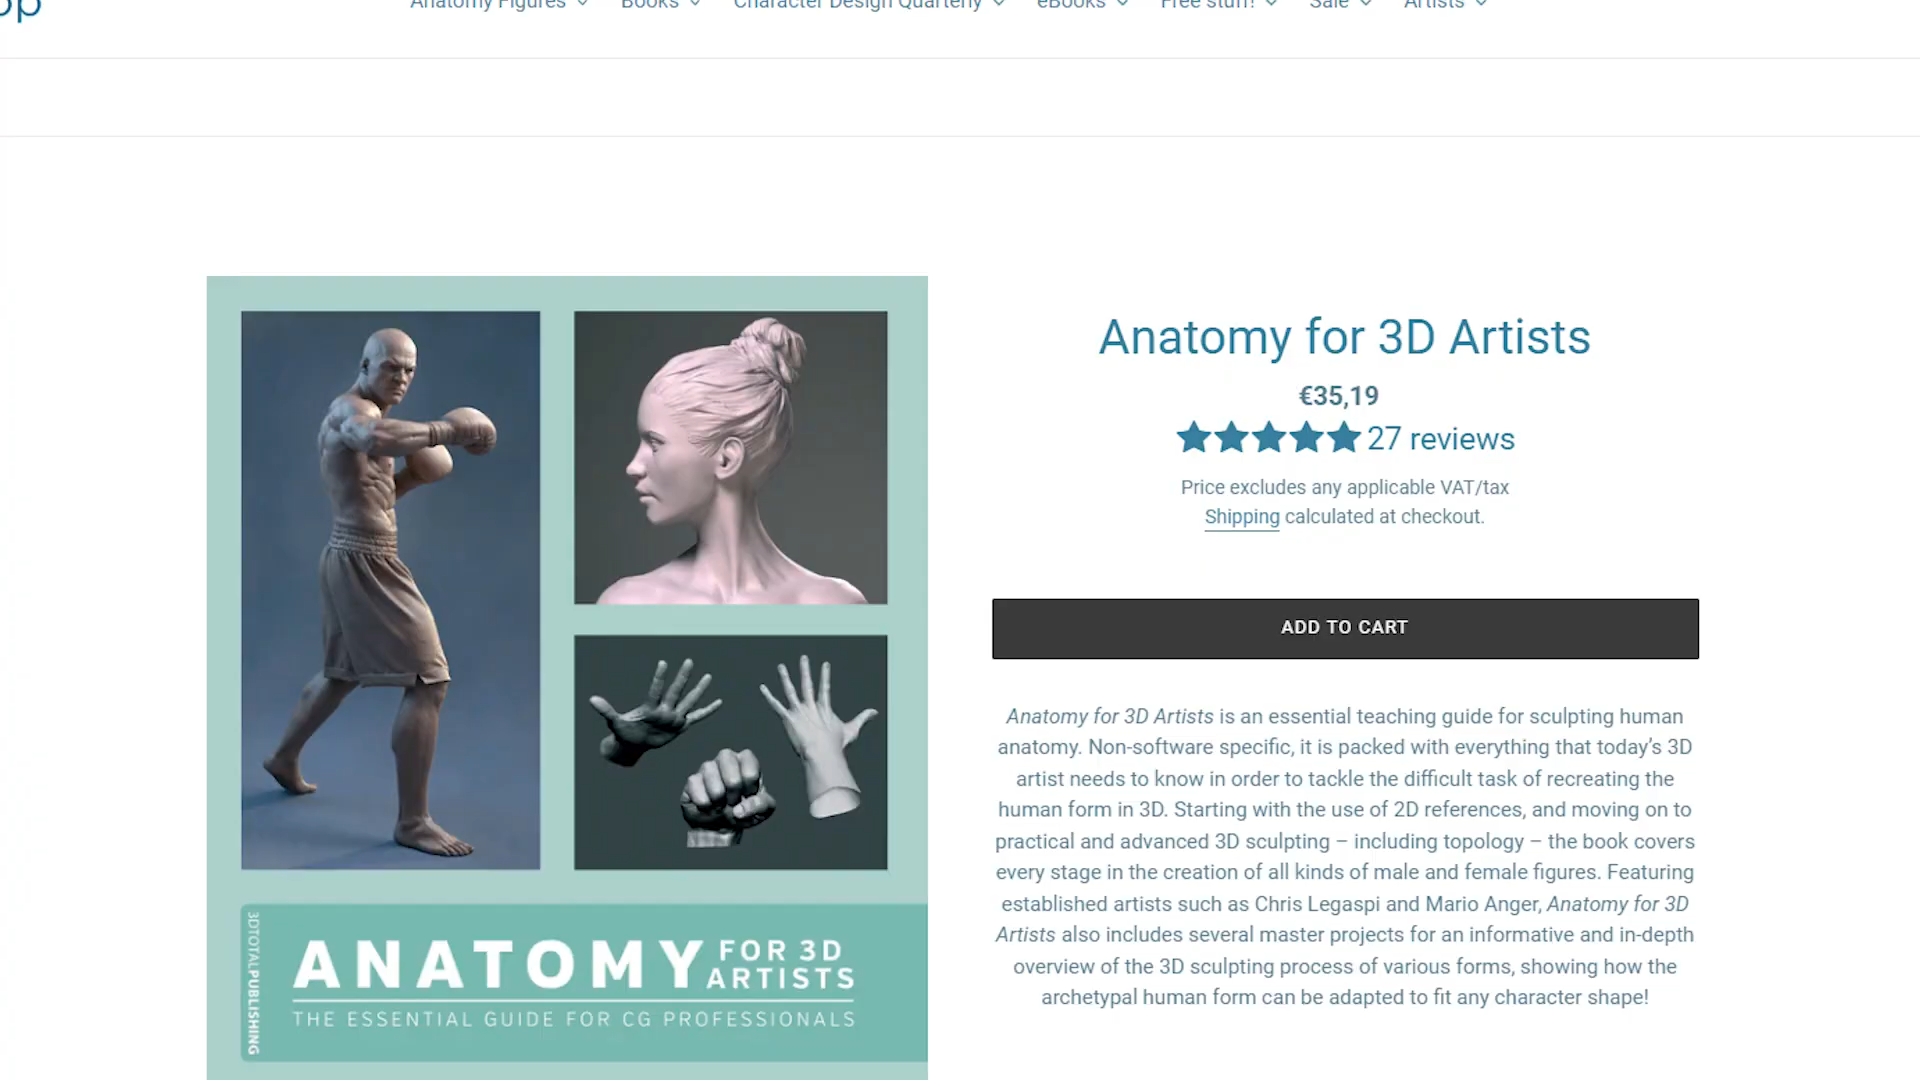 Anatomy Figures Books Character Design Quarterly eBooks Free stuff! Sale Artists
Anatomy for 3D Artists
€35,19
27 reviews
Price excludes any applicable VAT/tax
Shipping calculated at checkout.
ADD TO CART
Anatomy for 3D Artists is an essential teaching guide for sculpting human
anatomy. Non-software specific, it is packed with everything that today’s 3D
artist needs to know in order to tackle the difficult task of recreating the
human form in 3D. Starting with the use of 2D references, and moving on to
practical and advanced 3D sculpting – including topology – the book covers
every stage in the creation of all kinds of male and female figures. Featuring
established artists such as Chris Legaspi and Mario Anger, Anatomy for 3D
Artists also includes several master projects for an informative and in-depth
overview of the 3D sculpting process of various forms, showing how the
archetypal human form can be adapted to fit any character shape!
3DTOTALPUBLISHING
ANATOMY FOR 3D
ARTISTS
THE ESSENTIAL GUIDE FOR CG PROFESSIONALS